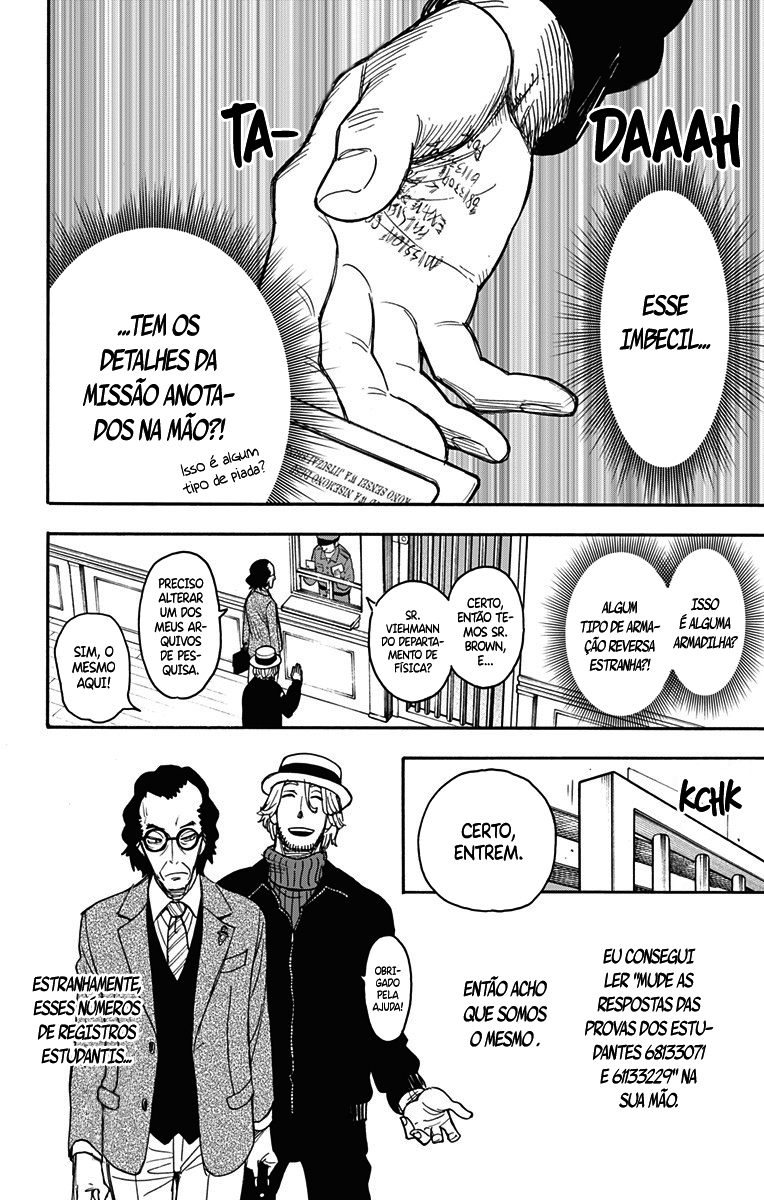 TA-
DAAAH
ESSE
IMBECIL...
...TEM OS
DETALHES DA
MISSÃO ANOTA-
DOS NA MÃO?!
Isso é algum
tipo de piada?
ISSO
É ALGUMA
ARMADILHA?
ALGUM
TIPO DE ARMA-
ÇÃO REVERSA
ESTRANHA?!
CERTO,
ENTÃO TE-
MOS SR.
BROWN,
E...
SR.
VIEHMANN
DO DEPARTA-
MENTO DE
FÍSICA?
PRECISO
ALTERAR
UM DOS
MEUS AR-
QUIVOS
DE PES-
QUISA.
SIM, O
MESMO
AQUI!
KCHK
CERTO,
ENTREM.
EU CONSEGUI
LER "MUDE AS
RESPOSTAS DAS
PROVAS DOS ESTU-
DANTES 68133071
E 61133229" NA
SUA MÃO.
ENTÃO ACHO
QUE SOMOS
O MESMO .
OBRI-
GADO
PELA
AJUDA!
ESTRANHAMENTE,
ESSES NÚMEROS
DE REGISTROS
ESTUDANTIS...